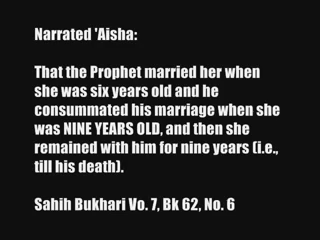 Narrated 'Aisha:
That the Prophet married her when
she was six years old and he
consummated his marriage when she
was NINE YEARS OLD, and then she
remained with him for nine years (i.e.,
till his death).
Sahih Bukhari Vo. 7, Bk 62, No. 6